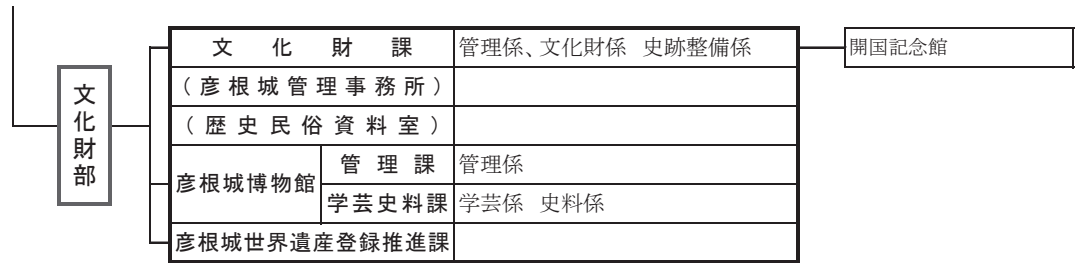 文化財部
文化財課 管理係、文化財係 史跡整備係 開国記念館
(彦根城管理事務所)
(歴史民俗資料室)
彦根城博物館
管理課 管理係
学芸史料課 学芸係 史料係
彦根城世界遺産登録推進課